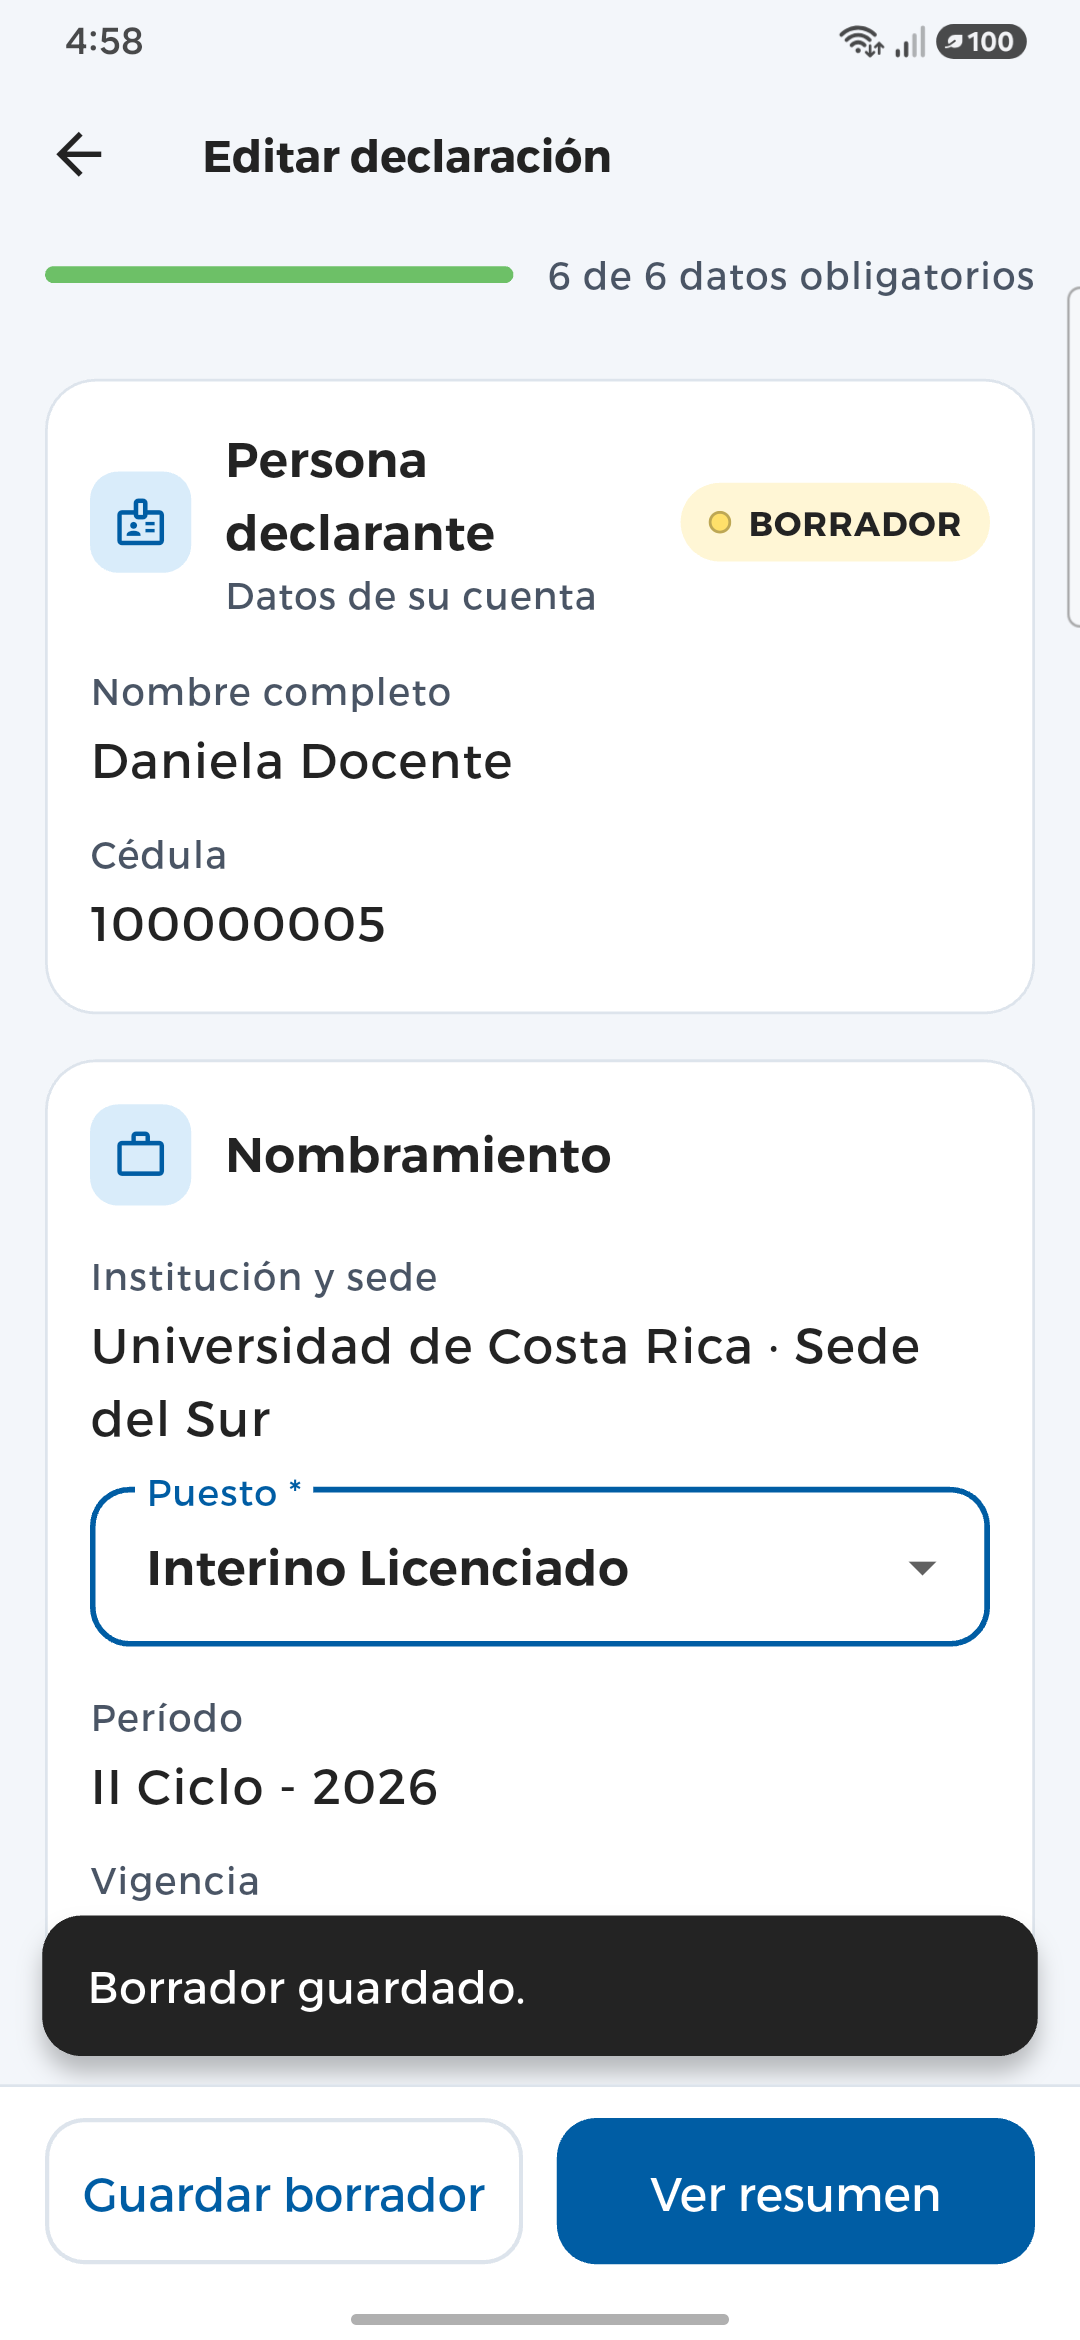 4:58
100
Editar declaración
6 de 6 datos obligatorios
Persona
declarante
BORRADOR
Datos de su cuenta
Nombre completo
Daniela Docente
Cédula
100000005
Nombramiento
Institución y sede
Universidad de Costa Rica · Sede
del Sur
Puesto *
Interino Licenciado
Período
II Ciclo - 2026
Vigencia
Borrador guardado.
Guardar borrador
Ver resumen